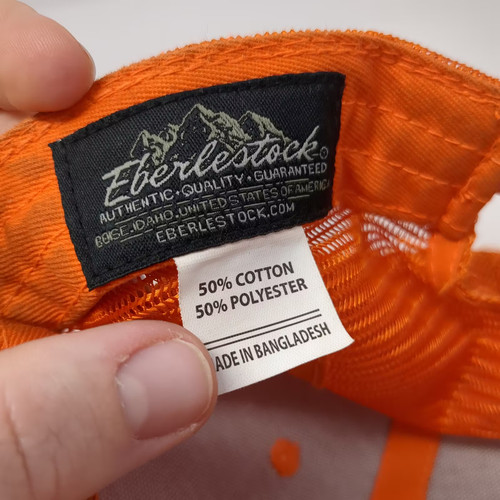 Eberlestock®
AUTHENTIC · QUALITY · GUARANTEED
BOISE, IDAHO, UNITED STATES OF AMERICA
EBERLESTOCK.COM
50% COTTON
50% POLYESTER
ADE IN BANGLADESH